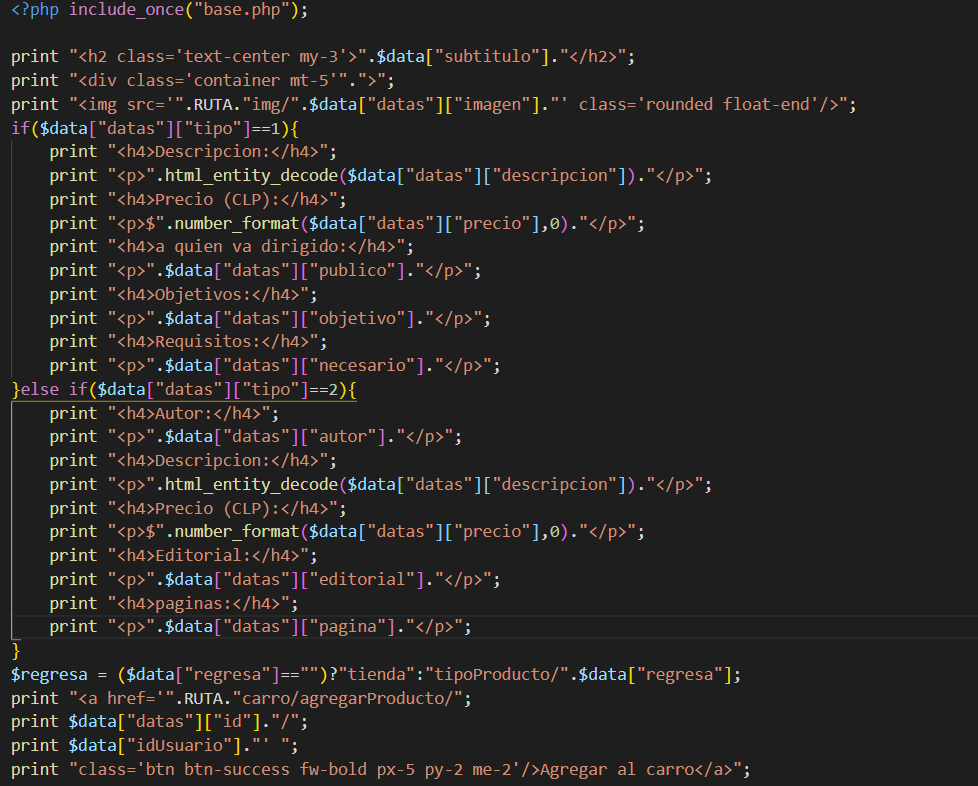 <?php include_once("base.php");
print "<h2 class='text-center my-3'>".$data["subtitulo"]."</h2>";
print "<div class='container mt-5'".">";
print "<img src='".RUTA."img/".$data["datas"]["imagen"]."' class='rounded float-end'/>";
if($data["datas"]["tipo"]==1){
    print "<h4>Descripcion:</h4>";
    print "<p>".html_entity_decode($data["datas"]["descripcion"])."</p>";
    print "<h4>Precio (CLP):</h4>";
    print "<p>$".number_format($data["datas"]["precio"],0)."</p>";
    print "<h4>a quien va dirigido:</h4>";
    print "<p>".$data["datas"]["publico"]."</p>";
    print "<h4>Objetivos:</h4>";
    print "<p>".$data["datas"]["objetivo"]."</p>";
    print "<h4>Requisitos:</h4>";
    print "<p>".$data["datas"]["necesario"]."</p>";
}else if($data["datas"]["tipo"]==2){
    print "<h4>Autor:</h4>";
    print "<p>".$data["datas"]["autor"]."</p>";
    print "<h4>Descripcion:</h4>";
    print "<p>".html_entity_decode($data["datas"]["descripcion"])."</p>";
    print "<h4>Precio (CLP):</h4>";
    print "<p>$".number_format($data["datas"]["precio"],0)."</p>";
    print "<h4>Editorial:</h4>";
    print "<p>".$data["datas"]["editorial"]."</p>";
    print "<h4>paginas:</h4>";
    print "<p>".$data["datas"]["pagina"]."</p>";
}
$regresa = ($data["regresa"]=="")?"tienda":"tipoProducto/".$data["regresa"];
print "<a href='".RUTA."carro/agregarProducto/";
print $data["datas"]["id"]."/";
print $data["idUsuario"]."' ";
print "class='btn btn-success fw-bold px-5 py-2 me-2'/>Agregar al carro</a>";